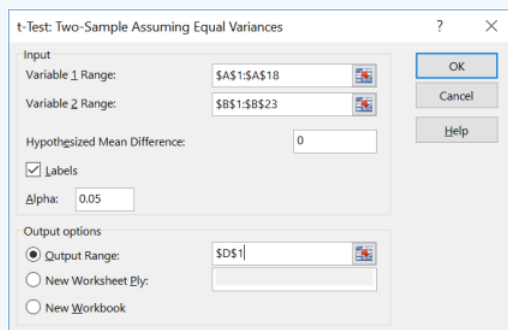 t-Test: Two-Sample Assuming Equal Variances ? ×
Input
Variable 1 Range: $A$1:$A$18 OK
Variable 2 Range: $B$1:$B$23 Cancel
Hypothesized Mean Difference: 0 Help
Labels
Alpha: 0.05
Output options
Output Range: $D$1
New Worksheet Ply:
New Workbook